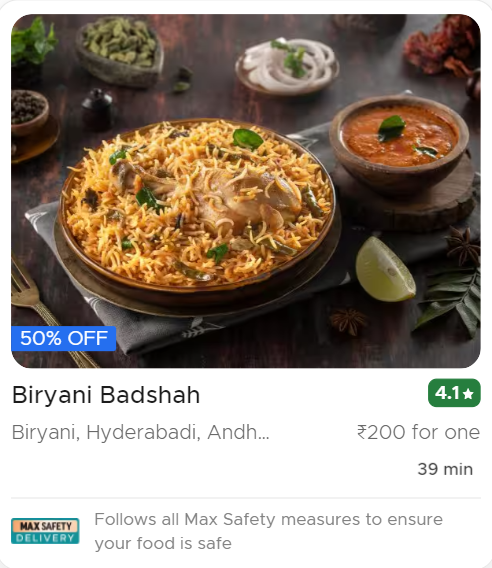 50% OFF
Biryani Badshah
4.1★
Biryani, Hyderabadi, Andh...
₹200 for one
39 min
MAX SAFETY
DELIVERY
Follows all Max Safety measures to ensure
your food is safe